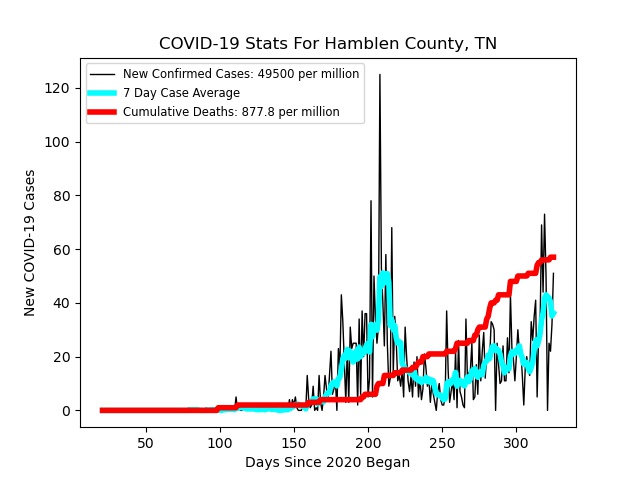 COVID-19 Stats For Hamblen County, TN
New Confirmed Cases: 49500 per million
7 Day Case Average
Cumulative Deaths: 877.8 per million
New COVID-19 Cases
120
100
80
60
40
20
0
50 100 150 200 250 300
Days Since 2020 Began